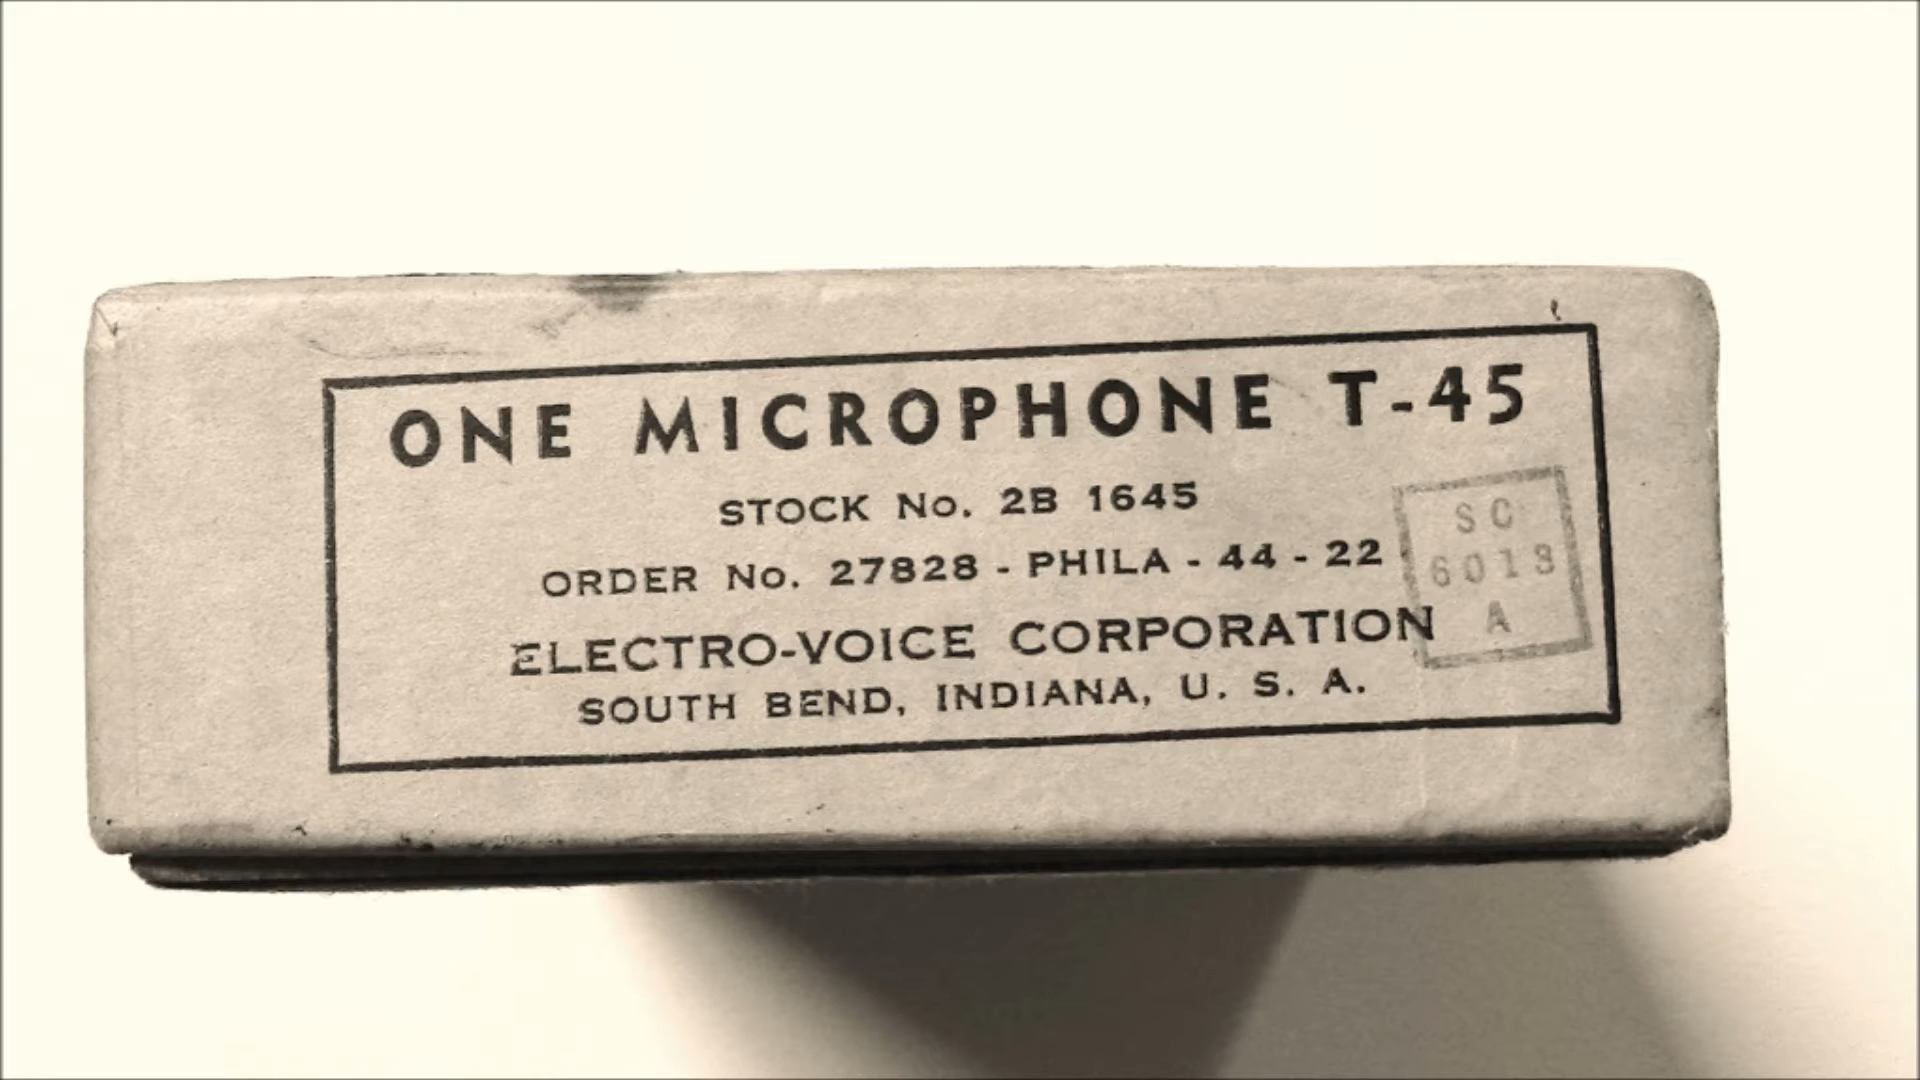 ONE MICROPHONE T-45
STOCK No. 2B 1645
ORDER No. 27828 - PHILA - 44 - 22
ELECTRO-VOICE CORPORATION
SOUTH BEND, INDIANA, U. S. A.
SC
6013
A